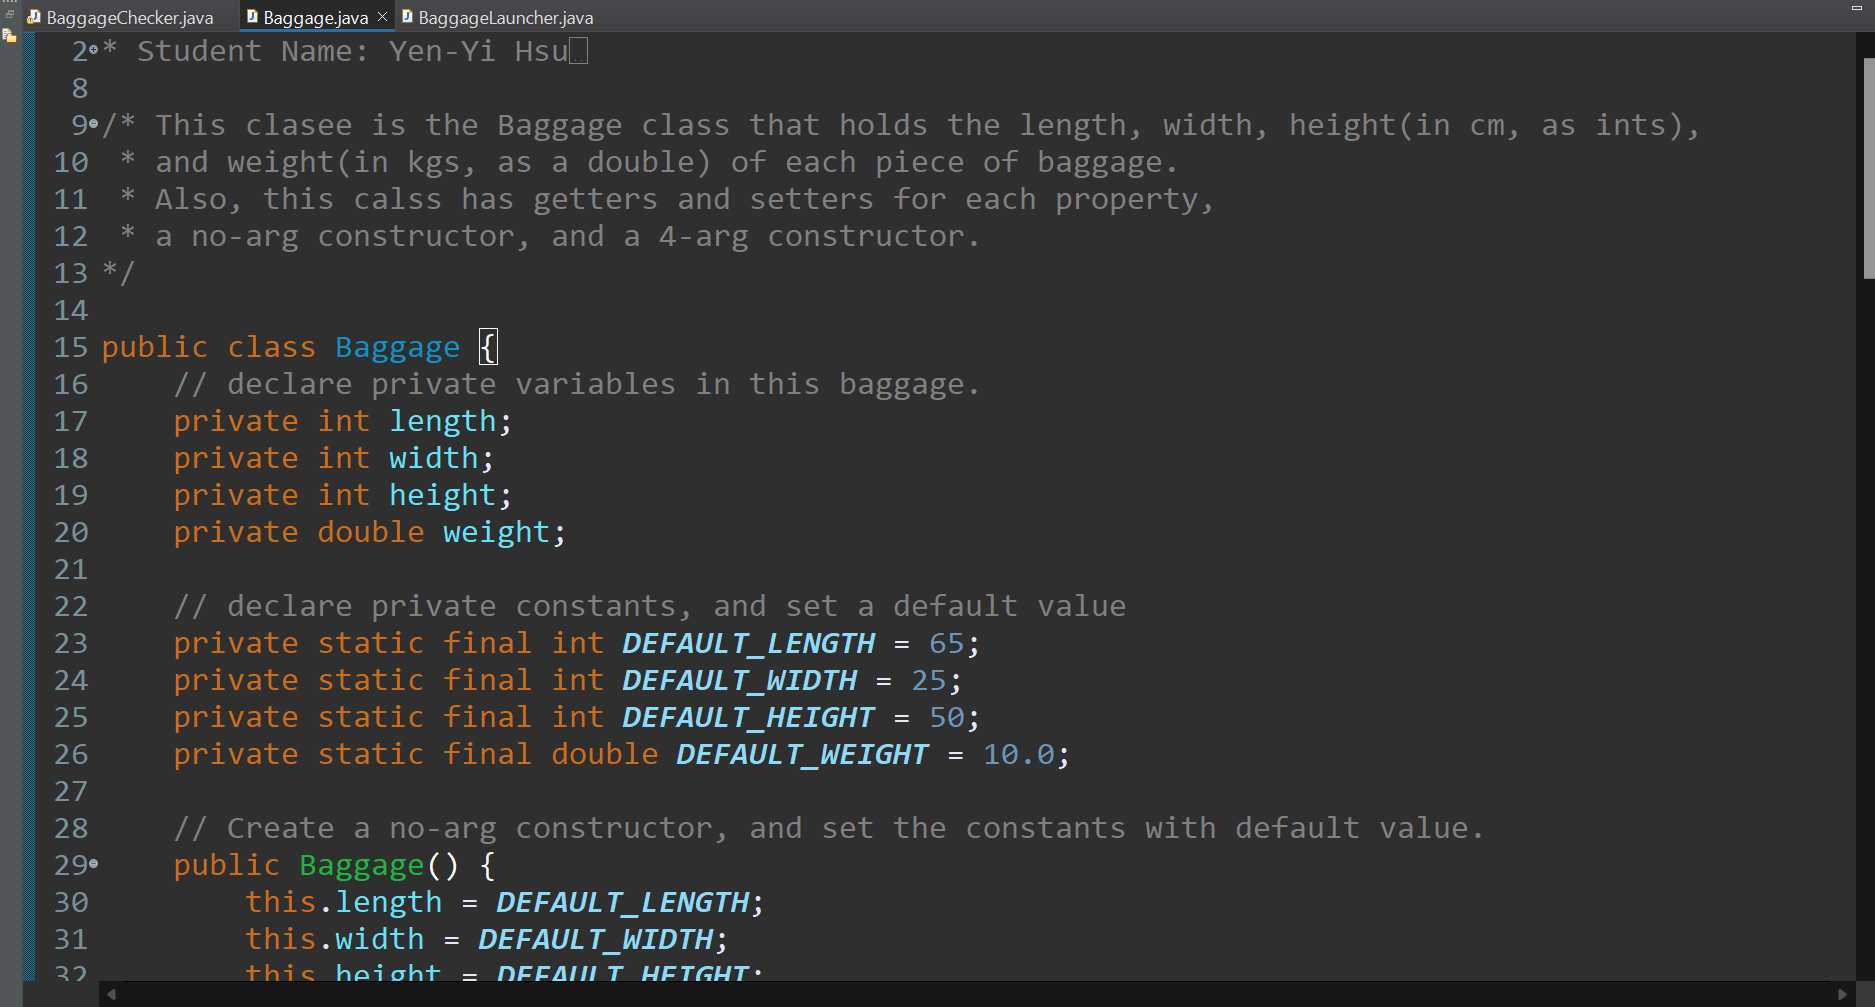 BaggageChecker.java Baggage.java BaggageLauncher.java
2 * Student Name: Yen-Yi Hsu
8
9 /* This clasee is the Baggage class that holds the length, width, height(in cm, as ints),
10 * and weight(in kgs, as a double) of each piece of baggage.
11 * Also, this calss has getters and setters for each property,
12 * a no-arg constructor, and a 4-arg constructor.
13 */
14
15 public class Baggage {
16 // declare private variables in this baggage.
17 private int length;
18 private int width;
19 private int height;
20 private double weight;
21
22 // declare private constants, and set a default value
23 private static final int DEFAULT_LENGTH = 65;
24 private static final int DEFAULT_WIDTH = 25;
25 private static final int DEFAULT_HEIGHT = 50;
26 private static final double DEFAULT_WEIGHT = 10.0;
27
28 // Create a no-arg constructor, and set the constants with default value.
29 public Baggage() {
30 this.length = DEFAULT_LENGTH;
31 this.width = DEFAULT_WIDTH;
32 this.height = DEFAULT_HEIGHT;